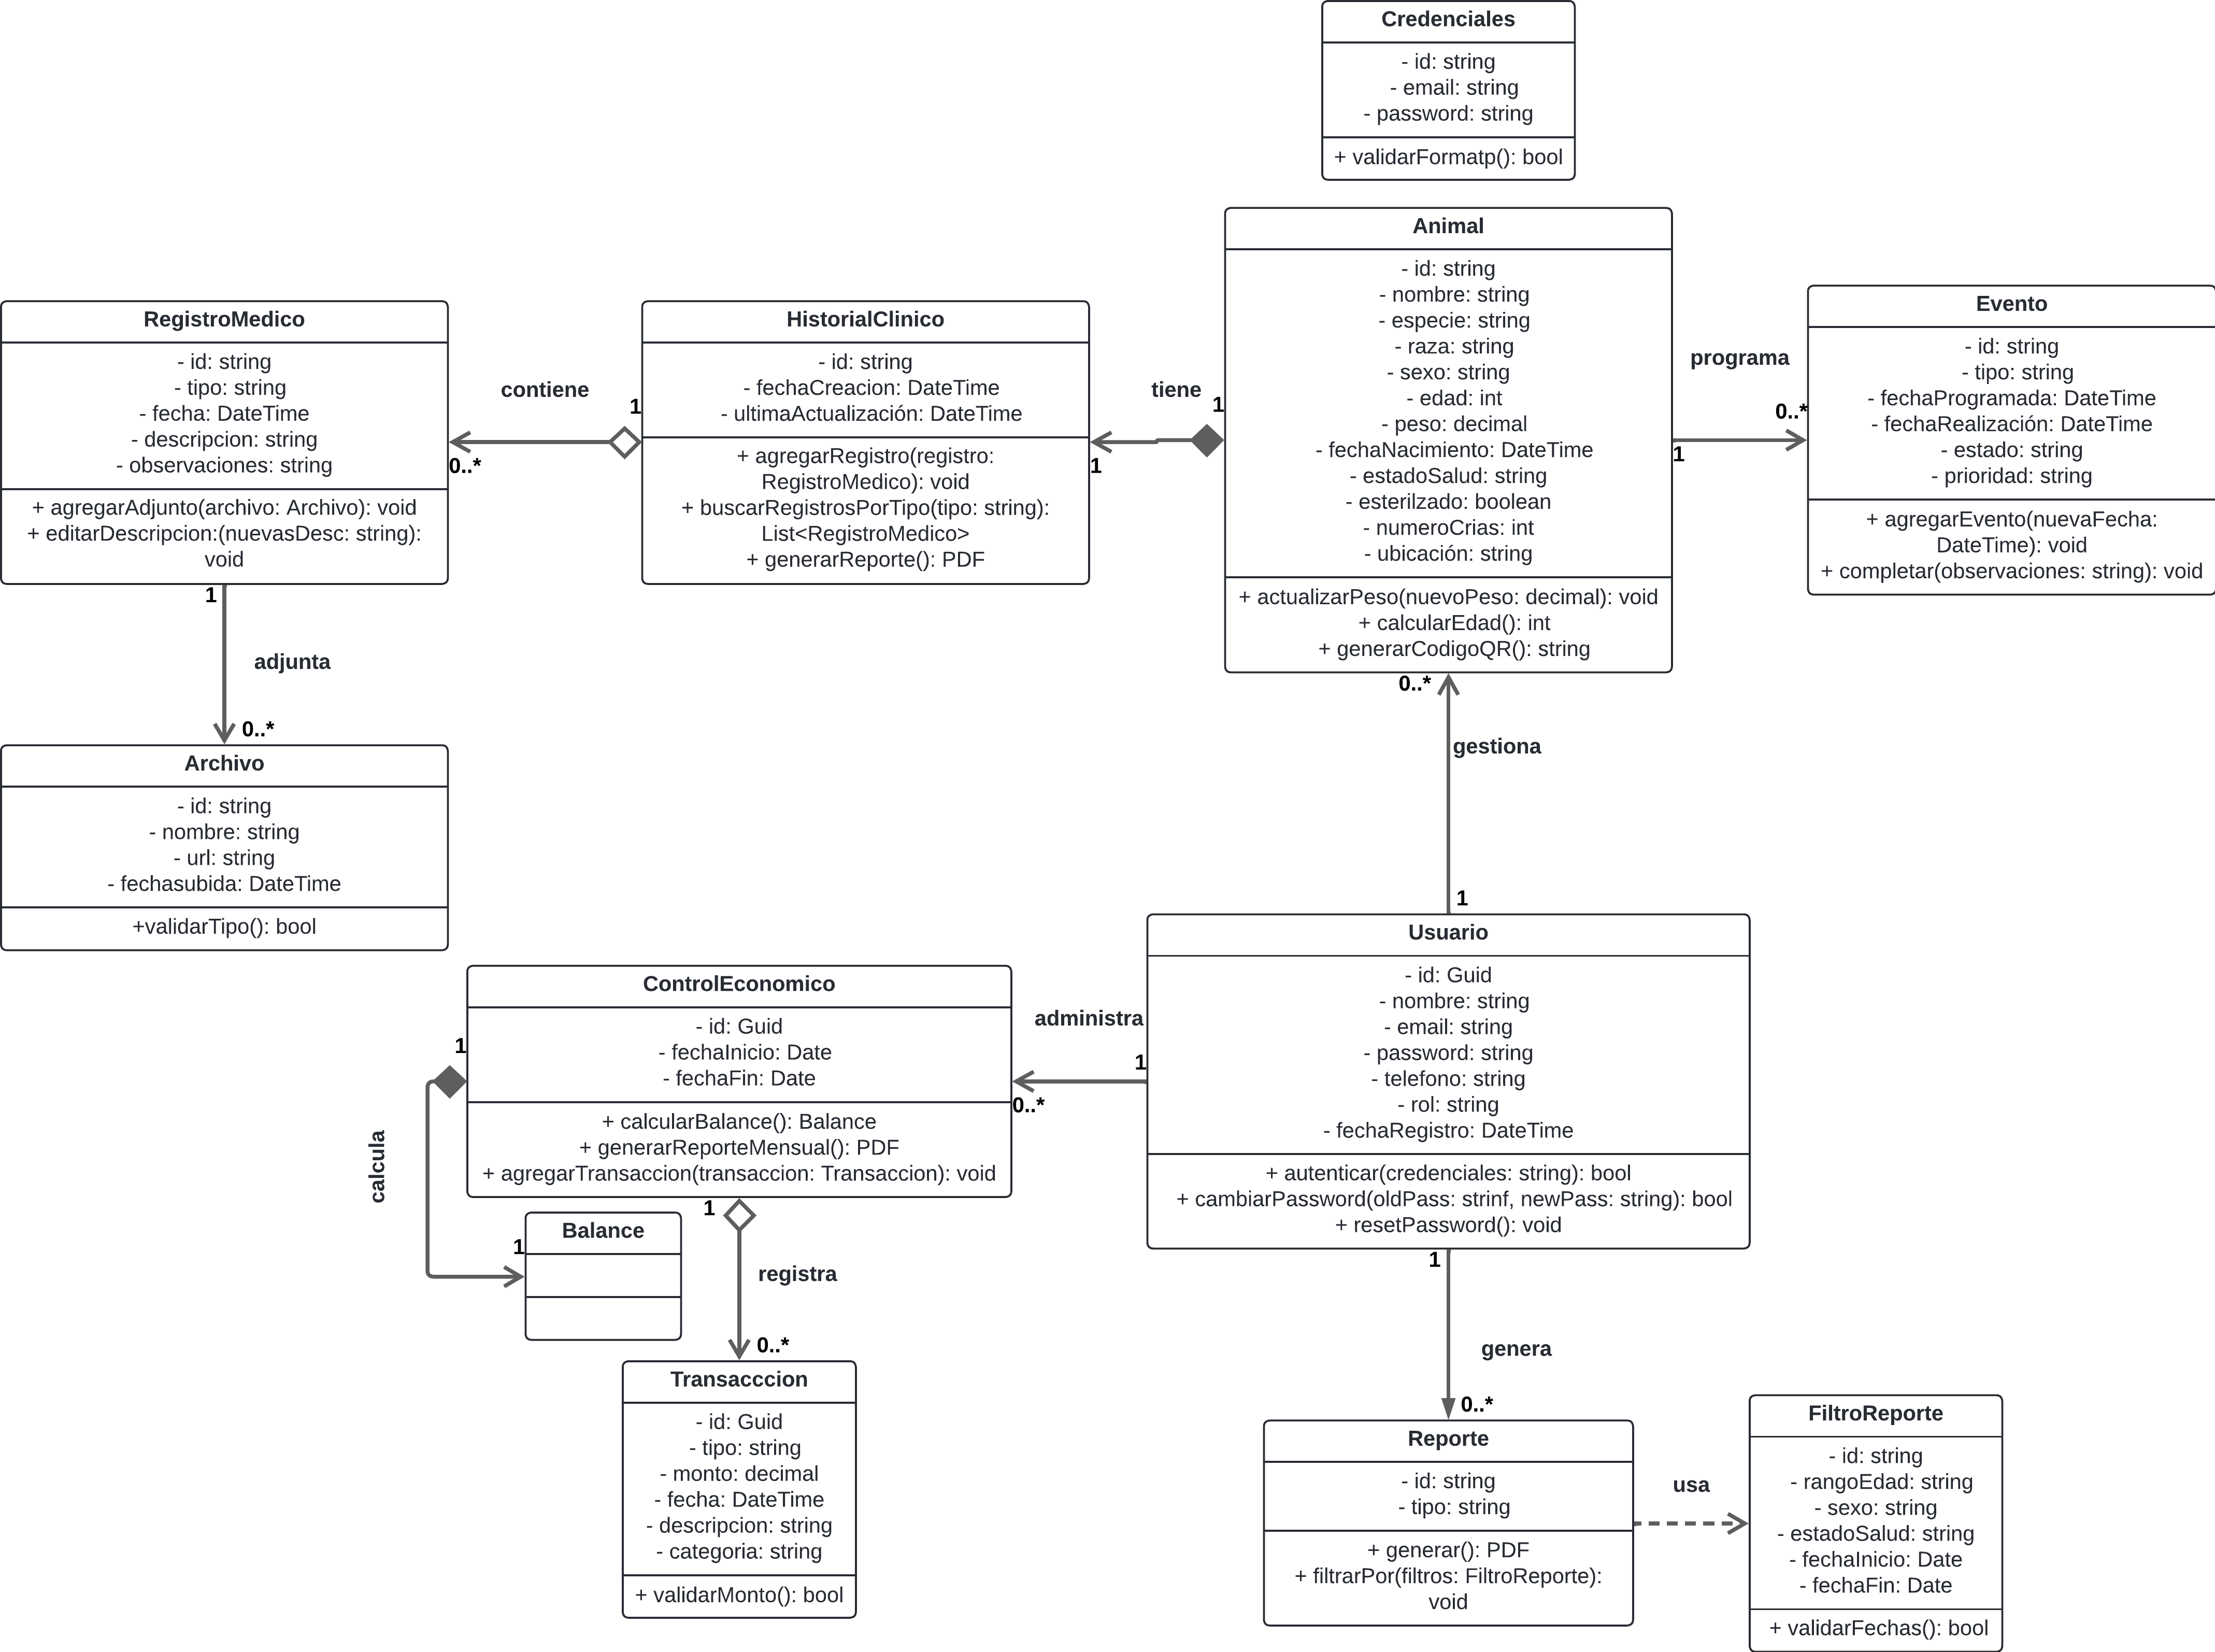 Credenciales
- id: string
- email: string
- password: string
+ validarFormatp(): bool
Animal
- id: string
- nombre: string
- especie: string
- raza: string
- sexo: string
- edad: int
- peso: decimal
- fechaNacimiento: DateTime
- estadoSalud: string
- esterilzado: boolean
- numeroCrias: int
- ubicación: string
+ actualizarPeso(nuevoPeso: decimal): void
+ calcularEdad(): int
+ generarCodigoQR(): string
RegistroMedico
- id: string
- tipo: string
- fecha: DateTime
- descripcion: string
- observaciones: string
+ agregarAdjunto(archivo: Archivo): void
+ editarDescripcion:(nuevasDesc: string):
void
contiene
1
0..*
HistorialClinico
- id: string
- fechaCreacion: DateTime
- ultimaActualización: DateTime
+ agregarRegistro(registro:
RegistroMedico): void
+ buscarRegistrosPorTipo(tipo: string):
List<RegistroMedico>
+ generarReporte(): PDF
tiene
1
1
programa
0..*
1
Evento
- id: string
- tipo: string
- fechaProgramada: DateTime
- fechaRealización: DateTime
- estado: string
- prioridad: string
+ agregarEvento(nuevaFecha:
DateTime): void
+ completar(observaciones: string): void
1
adjunta
0..*
Archivo
- id: string
- nombre: string
- url: string
- fechasubida: DateTime
+validarTipo(): bool
0..*
gestiona
1
Usuario
- id: Guid
- nombre: string
- email: string
- password: string
- telefono: string
- rol: string
- fechaRegistro: DateTime
+ autenticar(credenciales: string): bool
+ cambiarPassword(oldPass: strinf, newPass: string): bool
+ resetPassword(): void
administra
1
0..*
ControlEconomico
- id: Guid
- fechaInicio: Date
- fechaFin: Date
+ calcularBalance(): Balance
+ generarReporteMensual(): PDF
+ agregarTransaccion(transaccion: Transaccion): void
1
calcula
1
Balance
1
registra
0..*
Transacccion
- id: Guid
- tipo: string
- monto: decimal
- fecha: DateTime
- descripcion: string
- categoria: string
+ validarMonto(): bool
1
genera
0..*
Reporte
- id: string
- tipo: string
+ generar(): PDF
+ filtrarPor(filtros: FiltroReporte):
void
usa
FiltroReporte
- id: string
- rangoEdad: string
- sexo: string
- estadoSalud: string
- fechaInicio: Date
- fechaFin: Date
+ validarFechas(): bool